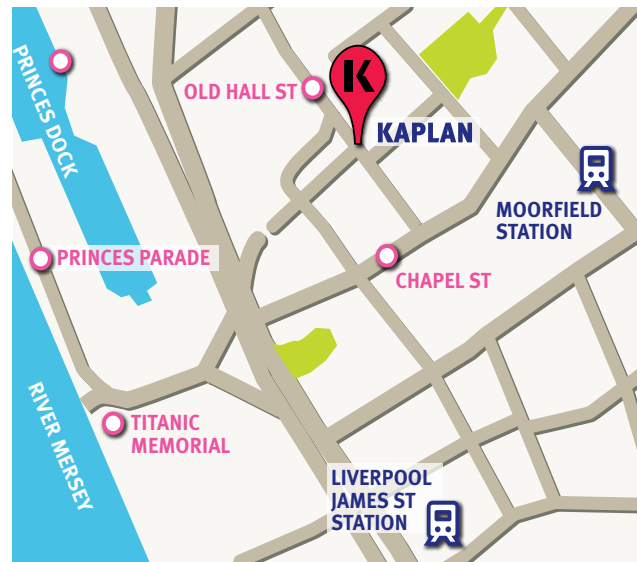 PRINCES DOCK
OLD HALL ST
K
KAPLAN
MOORFIELD
STATION
PRINCES PARADE
CHAPEL ST
RIVER MERSEY
TITANIC
MEMORIAL
LIVERPOOL
JAMES ST
STATION